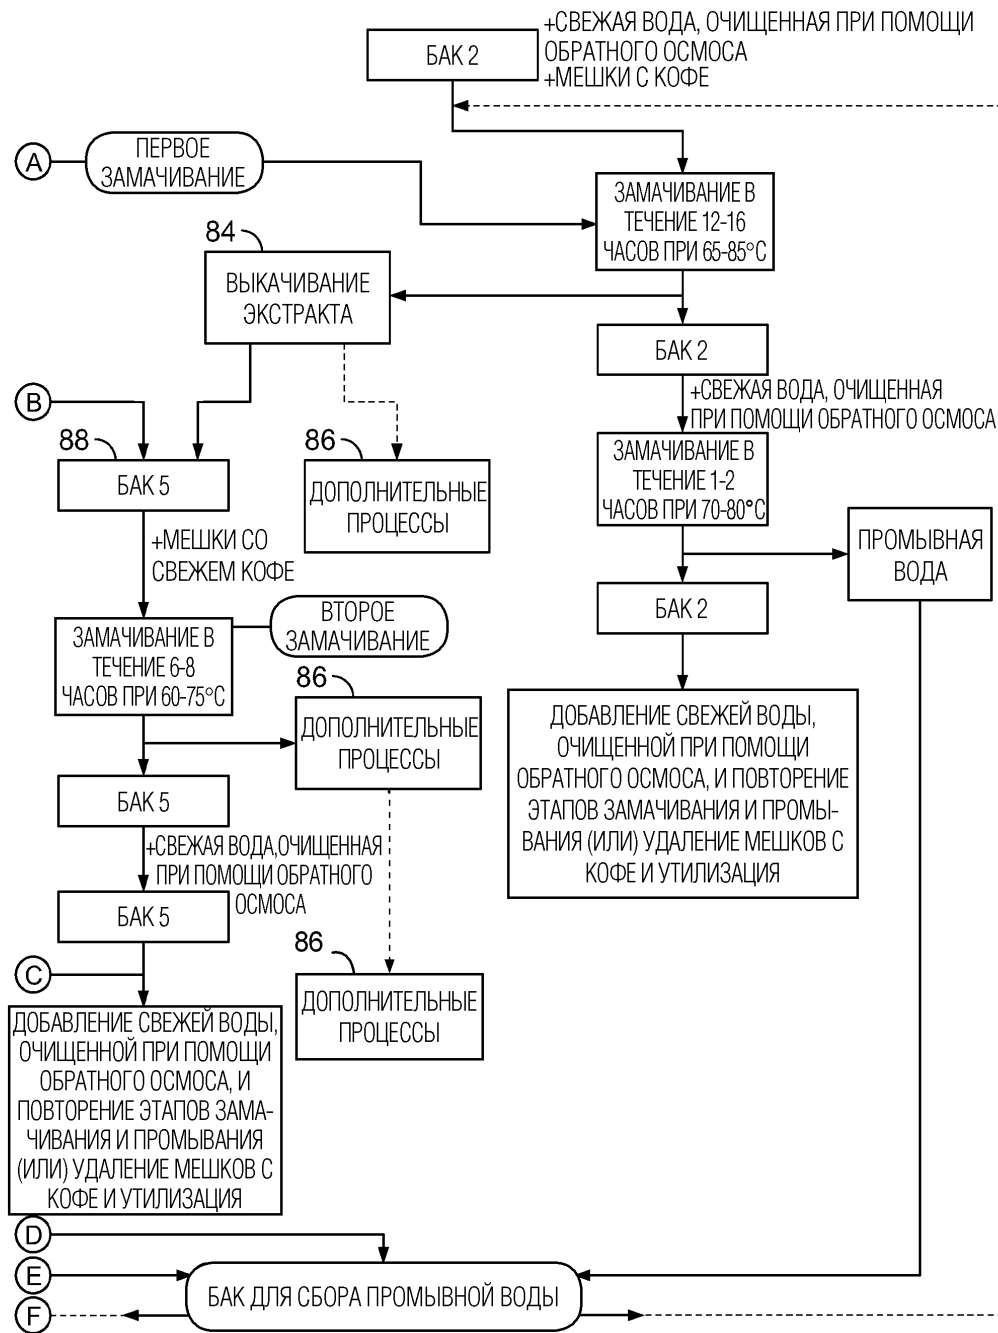 +СВЕЖАЯ ВОДА, ОЧИЩЕННАЯ ПРИ ПОМОЩИ
ОБРАТНОГО ОСМОСА
+МЕШКИ С КОФЕ
БАК 2
A
ПЕРВОЕ
ЗАМАЧИВАНИЕ
ЗАМАЧИВАНИЕ В
ТЕЧЕНИЕ 12-16
ЧАСОВ ПРИ 65-85°C
84
ВЫКАЧИВАНИЕ
ЭКСТРАКТА
БАК 2
+СВЕЖАЯ ВОДА, ОЧИЩЕННАЯ
ПРИ ПОМОЩИ ОБРАТНОГО ОСМОСА
B
88
БАК 5
86
ДОПОЛНИТЕЛЬНЫЕ
ПРОЦЕССЫ
ЗАМАЧИВАНИЕ В
ТЕЧЕНИЕ 1-2
ЧАСОВ ПРИ 70-80°C
ПРОМЫВНАЯ
ВОДА
+МЕШКИ СО
СВЕЖЕМ КОФЕ
БАК 2
ВТОРОЕ
ЗАМАЧИВАНИЕ
ЗАМАЧИВАНИЕ В
ТЕЧЕНИЕ 6-8
ЧАСОВ ПРИ 60-75°C
86
ДОПОЛНИТЕЛЬНЫЕ
ПРОЦЕССЫ
ДОБАВЛЕНИЕ СВЕЖЕЙ ВОДЫ,
ОЧИЩЕННОЙ ПРИ ПОМОЩИ
ОБРАТНОГО ОСМОСА, И ПОВТОРЕНИЕ
ЭТАПОВ ЗАМАЧИВАНИЯ И ПРОМЫ-
ВАНИЯ (ИЛИ) УДАЛЕНИЕ МЕШКОВ С
КОФЕ И УТИЛИЗАЦИЯ
БАК 5
+СВЕЖАЯ ВОДА,ОЧИЩЕННАЯ
ПРИ ПОМОЩИ ОБРАТНОГО
ОСМОСА
БАК 5
86
ДОПОЛНИТЕЛЬНЫЕ
ПРОЦЕССЫ
C
ДОБАВЛЕНИЕ СВЕЖЕЙ ВОДЫ,
ОЧИЩЕННОЙ ПРИ ПОМОЩИ
ОБРАТНОГО ОСМОСА, И
ПОВТОРЕНИЕ ЭТАПОВ ЗАМА-
ЧИВАНИЯ И ПРОМЫВАНИЯ
(ИЛИ) УДАЛЕНИЕ МЕШКОВ С
КОФЕ И УТИЛИЗАЦИЯ
D
E
F
БАК ДЛЯ СБОРА ПРОМЫВНОЙ ВОДЫ